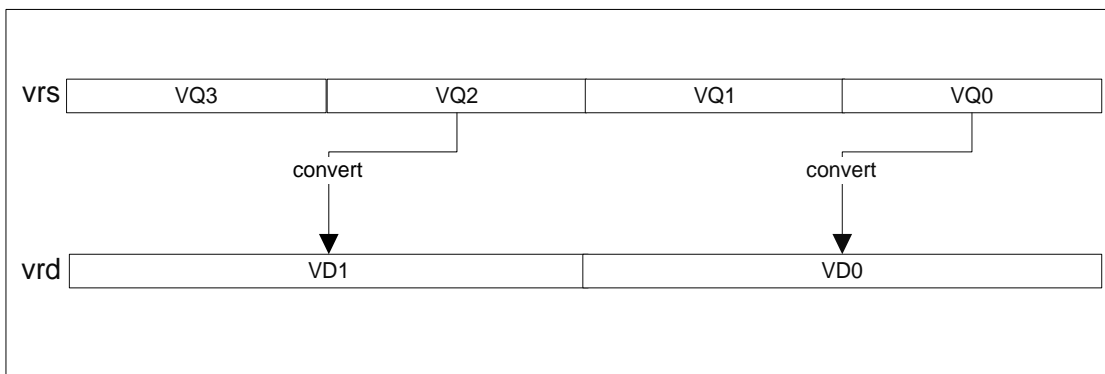 vrs VQ3 VQ2 VQ1 VQ0
convert convert
vrd VD1 VD0